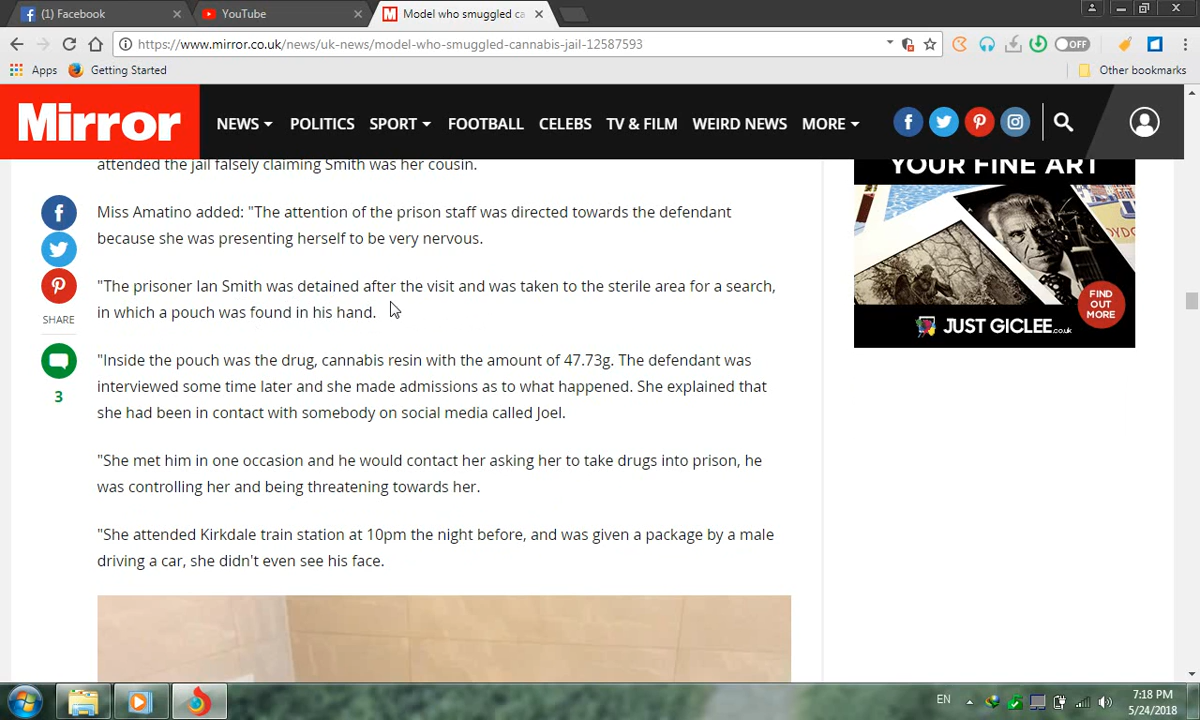 (1) Facebook
YouTube
Model who smuggled ca
https://www.mirror.co.uk/news/uk-news/model-who-smuggled-cannabis-jail-12587593
OFF
Apps
Getting Started
Other bookmarks
Mirror
NEWS
POLITICS
SPORT
FOOTBALL
CELEBS
TV & FILM
WEIRD NEWS
MORE
attended the jail falsely claiming Smith was her cousin.
Miss Amatino added: "The attention of the prison staff was directed towards the defendant
because she was presenting herself to be very nervous.
"The prisoner Ian Smith was detained after the visit and was taken to the sterile area for a search,
in which a pouch was found in his hand.
SHARE
3
"Inside the pouch was the drug, cannabis resin with the amount of 47.73g. The defendant was
interviewed some time later and she made admissions as to what happened. She explained that
she had been in contact with somebody on social media called Joel.
"She met him in one occasion and he would contact her asking her to take drugs into prison, he
was controlling her and being threatening towards her.
"She attended Kirkdale train station at 10pm the night before, and was given a package by a male
driving a car, she didn't even see his face.
YOUR FINE ART
FIND
OUT
MORE
JUST GICLEE.co.uk
EN
7:18 PM
5/24/2018